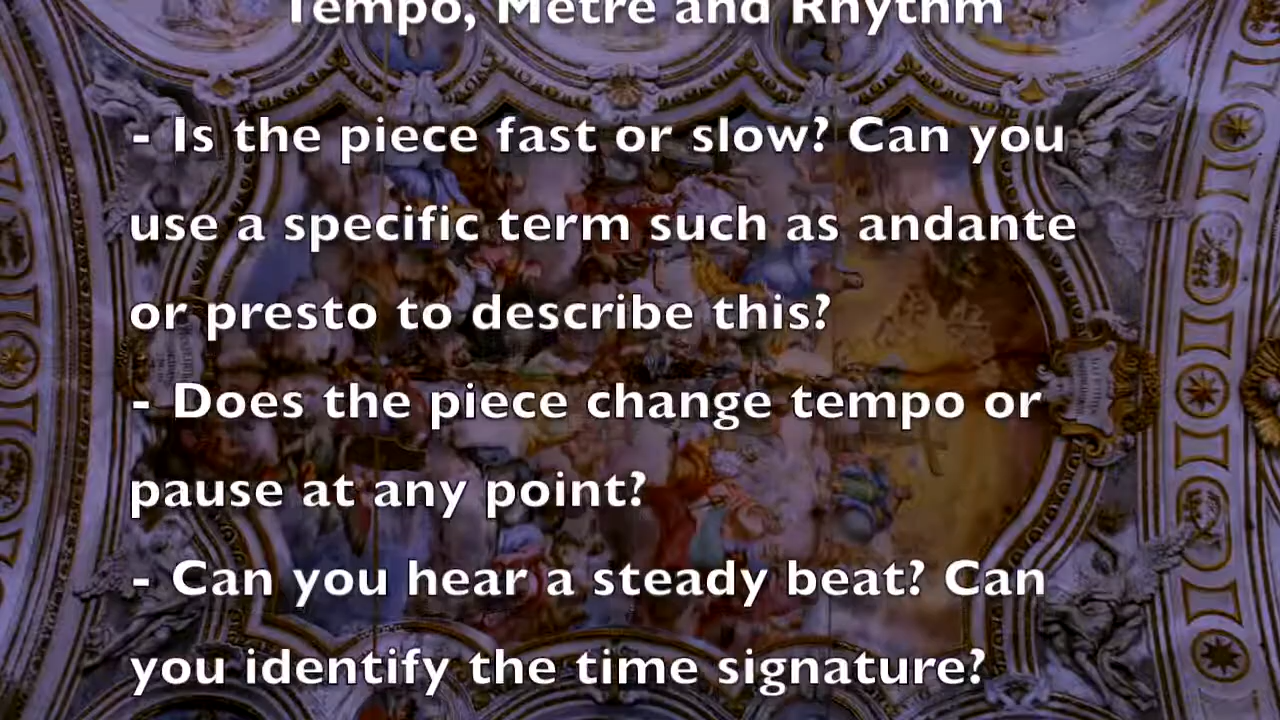 Tempo, Metre and Rhythm
- Is the piece fast or slow? Can you
use a specific term such as andante
or presto to describe this?
- Does the piece change tempo or
pause at any point?
- Can you hear a steady beat? Can
you identify the time signature?